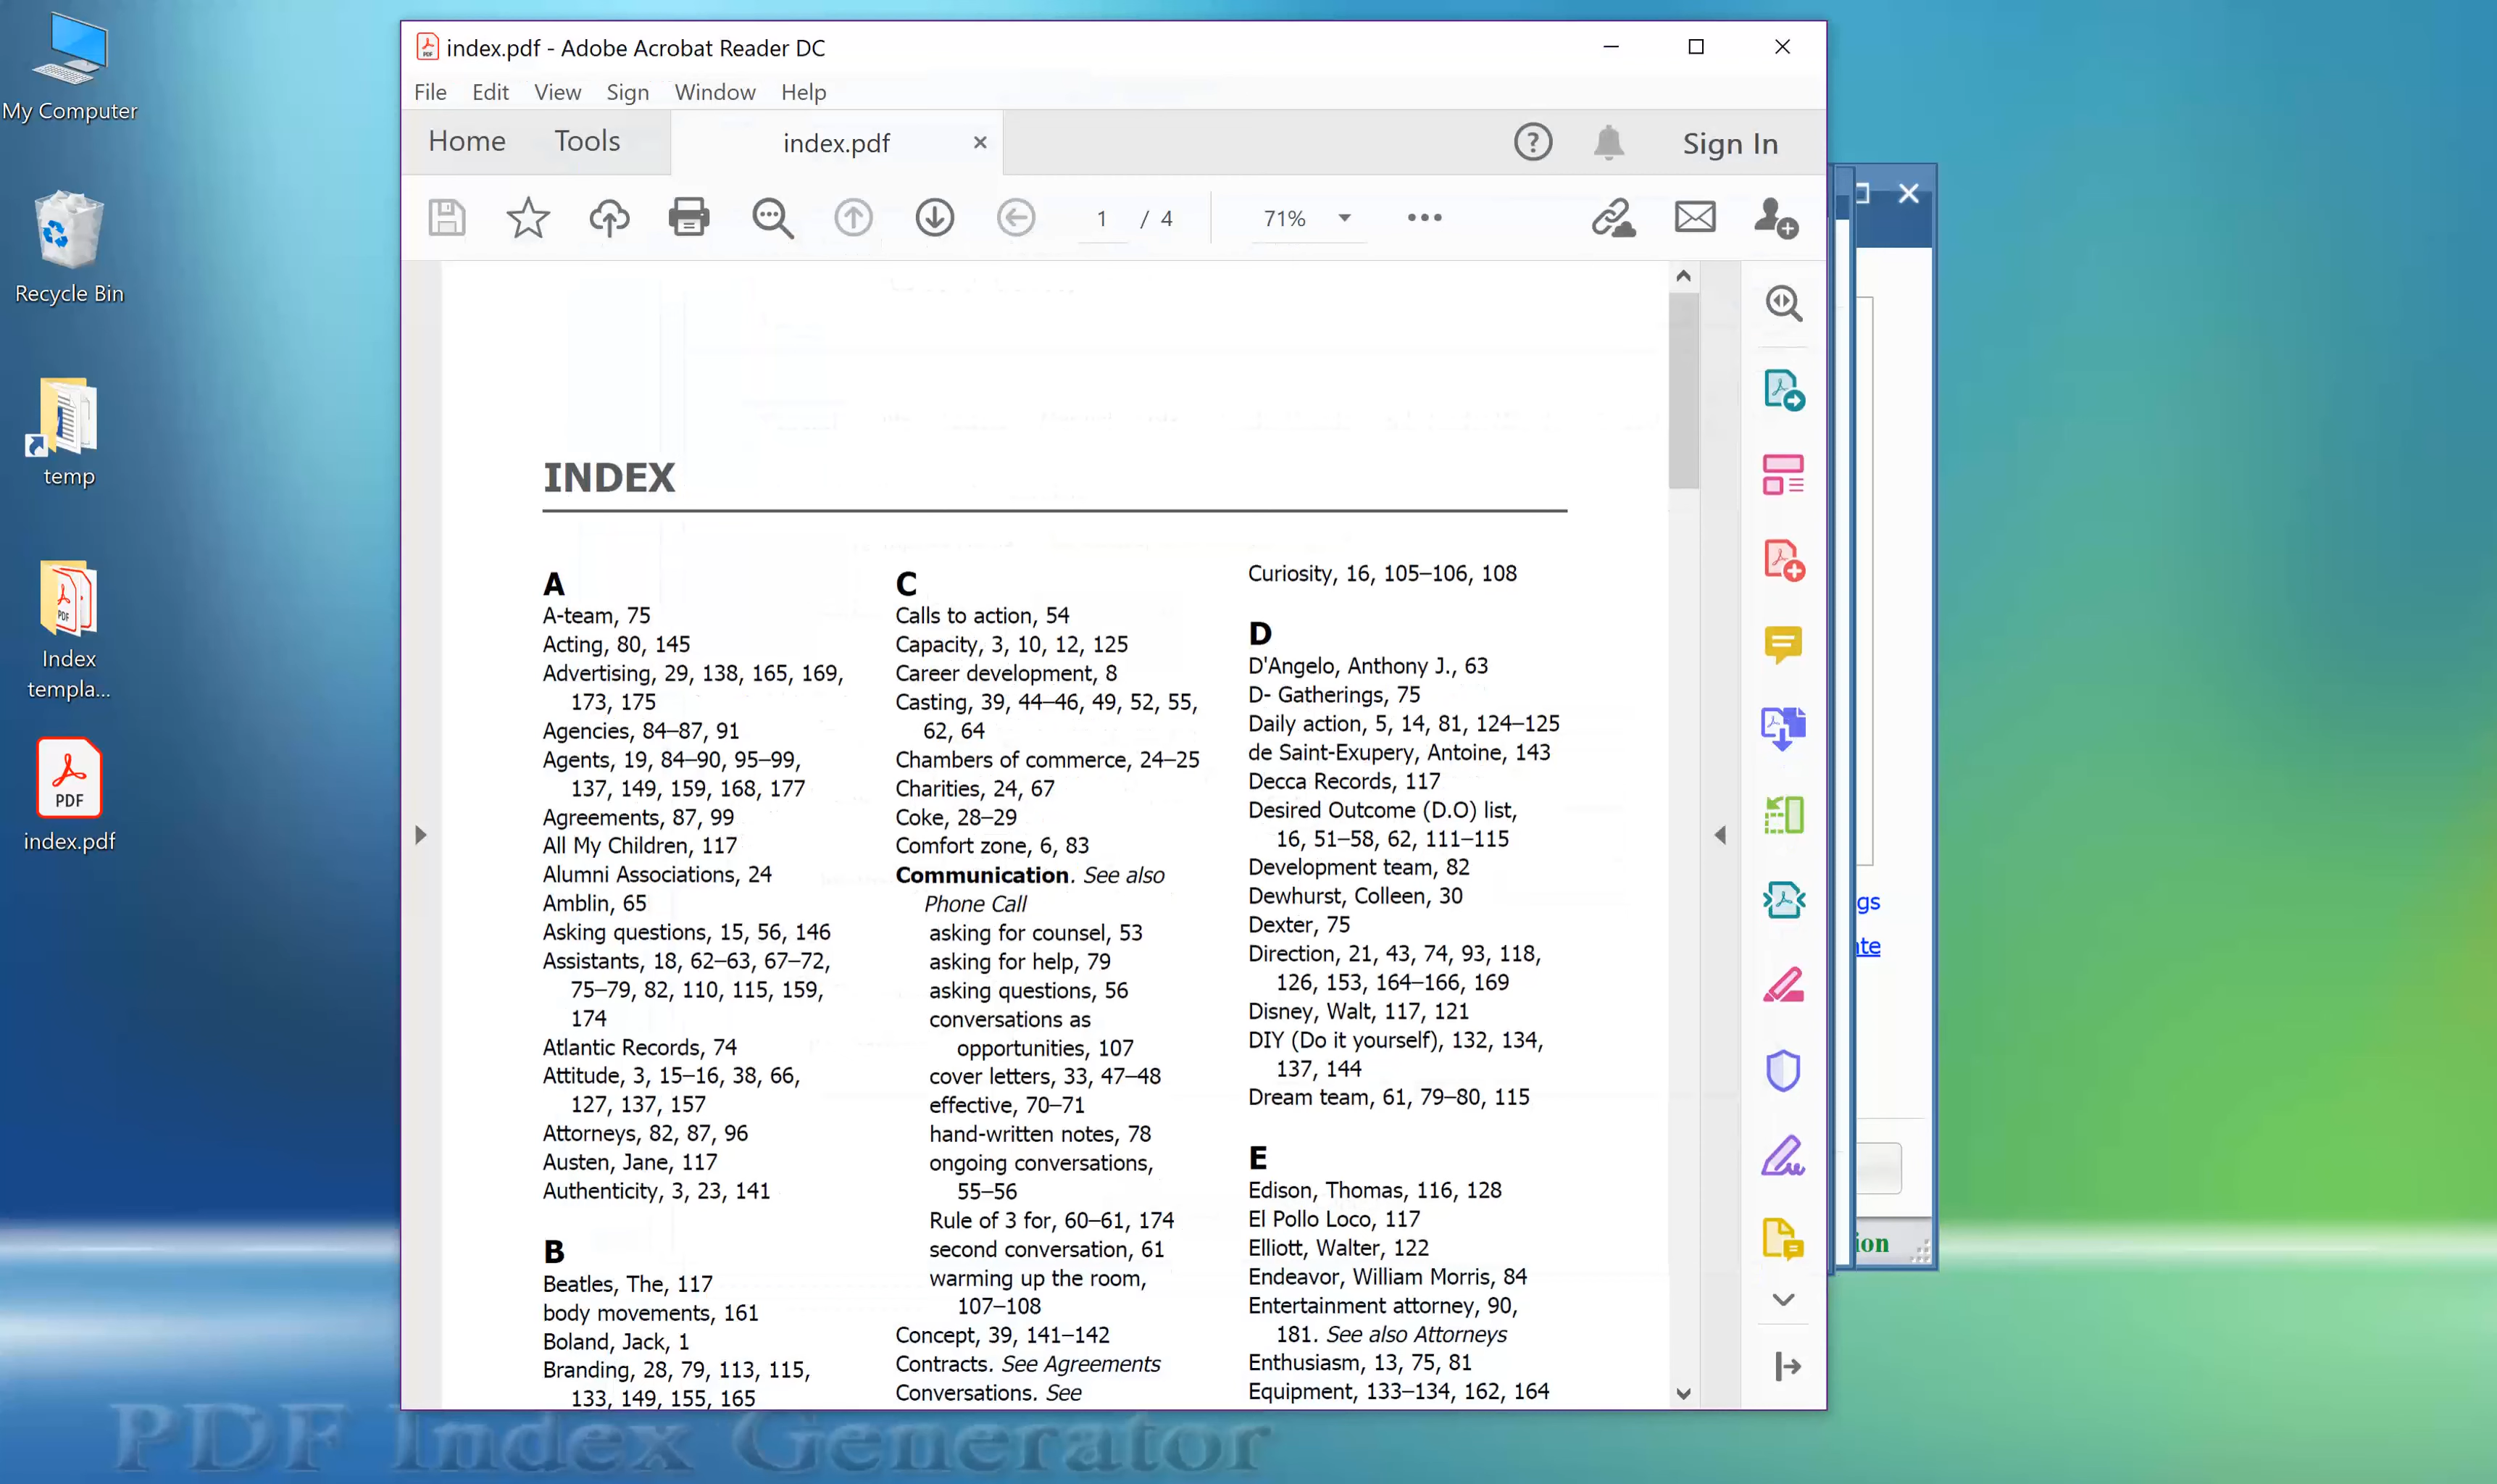 My Computer
Recycle Bin
temp
Index
templa...
PDF
index.pdf
index.pdf - Adobe Acrobat Reader DC
File Edit View Sign Window Help
Home Tools index.pdf Sign In
1 / 4 71%
INDEX
A
A-team, 75
Acting, 80, 145
Advertising, 29, 138, 165, 169,
173, 175
Agencies, 84–87, 91
Agents, 19, 84–90, 95–99,
137, 149, 159, 168, 177
Agreements, 87, 99
All My Children, 117
Alumni Associations, 24
Amblin, 65
Asking questions, 15, 56, 146
Assistants, 18, 62–63, 67–72,
75–79, 82, 110, 115, 159,
174
Atlantic Records, 74
Attitude, 3, 15–16, 38, 66,
127, 137, 157
Attorneys, 82, 87, 96
Austen, Jane, 117
Authenticity, 3, 23, 141
B
Beatles, The, 117
body movements, 161
Boland, Jack, 1
Branding, 28, 79, 113, 115,
133, 149, 155, 165
C
Calls to action, 54
Capacity, 3, 10, 12, 125
Career development, 8
Casting, 39, 44–46, 49, 52, 55,
62, 64
Chambers of commerce, 24–25
Charities, 24, 67
Coke, 28–29
Comfort zone, 6, 83
Communication. See also
Phone Call
asking for counsel, 53
asking for help, 79
asking questions, 56
conversations as
opportunities, 107
cover letters, 33, 47–48
effective, 70–71
hand-written notes, 78
ongoing conversations,
55–56
Rule of 3 for, 60–61, 174
second conversation, 61
warming up the room,
107–108
Concept, 39, 141–142
Contracts. See Agreements
Conversations. See
Curiosity, 16, 105–106, 108
D
D'Angelo, Anthony J., 63
D- Gatherings, 75
Daily action, 5, 14, 81, 124–125
de Saint-Exupery, Antoine, 143
Decca Records, 117
Desired Outcome (D.O) list,
16, 51–58, 62, 111–115
Development team, 82
Dewhurst, Colleen, 30
Dexter, 75
Direction, 21, 43, 74, 93, 118,
126, 153, 164–166, 169
Disney, Walt, 117, 121
DIY (Do it yourself), 132, 134,
137, 144
Dream team, 61, 79–80, 115
E
Edison, Thomas, 116, 128
El Pollo Loco, 117
Elliott, Walter, 122
Endeavor, William Morris, 84
Entertainment attorney, 90,
181. See also Attorneys
Enthusiasm, 13, 75, 81
Equipment, 133–134, 162, 164
PDF Index Generator